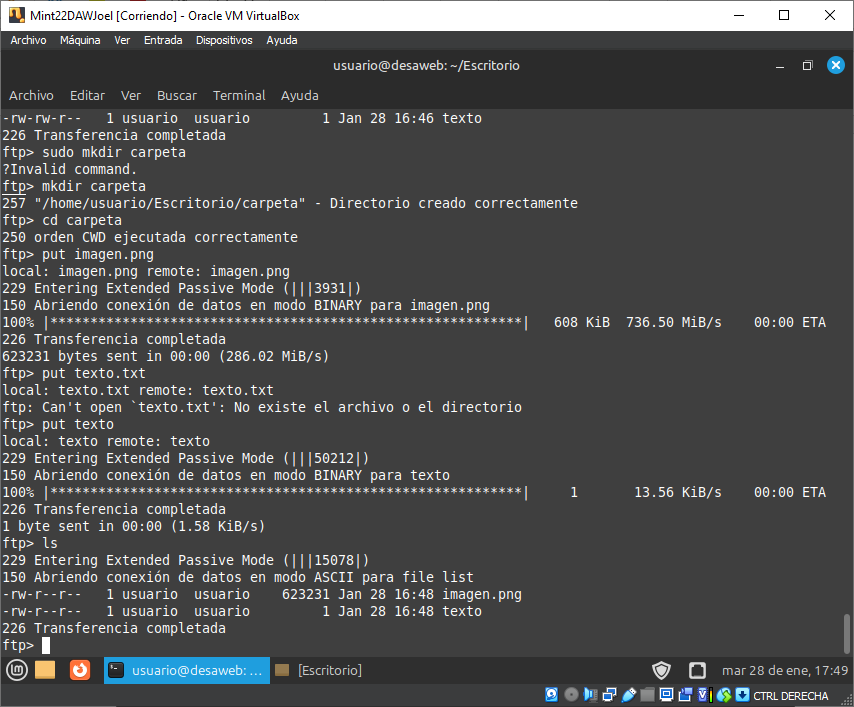 Mint22DAWJoel [Corriendo] - Oracle VM VirtualBox
Archivo Máquina Ver Entrada Dispositivos Ayuda
usuario@desaweb: ~/Escritorio
Archivo Editar Ver Buscar Terminal Ayuda
-rw-rw-r--   1 usuario  usuario         1 Jan 28 16:46 texto
226 Transferencia completada
ftp> sudo mkdir carpeta
?Invalid command.
ftp> mkdir carpeta
257 "/home/usuario/Escritorio/carpeta" - Directorio creado correctamente
ftp> cd carpeta
250 orden CWD ejecutada correctamente
ftp> put imagen.png
local: imagen.png remote: imagen.png
229 Entering Extended Passive Mode (|||3931|)
150 Abriendo conexión de datos en modo BINARY para imagen.png
100% |***********************************************************|   608 KiB  736.50 MiB/s    00:00 ETA
226 Transferencia completada
623231 bytes sent in 00:00 (286.02 MiB/s)
ftp> put texto.txt
local: texto.txt remote: texto.txt
ftp: Can't open `texto.txt': No existe el archivo o el directorio
ftp> put texto
local: texto remote: texto
229 Entering Extended Passive Mode (|||50212|)
150 Abriendo conexión de datos en modo BINARY para texto
100% |***********************************************************|     1       13.56 KiB/s    00:00 ETA
226 Transferencia completada
1 byte sent in 00:00 (1.58 KiB/s)
ftp> ls
229 Entering Extended Passive Mode (|||15078|)
150 Abriendo conexión de datos en modo ASCII para file list
-rw-r--r--   1 usuario  usuario    623231 Jan 28 16:48 imagen.png
-rw-r--r--   1 usuario  usuario         1 Jan 28 16:48 texto
226 Transferencia completada
ftp>
usuario@desaweb: ... [Escritorio] mar 28 de ene, 17:49
CTRL DERECHA